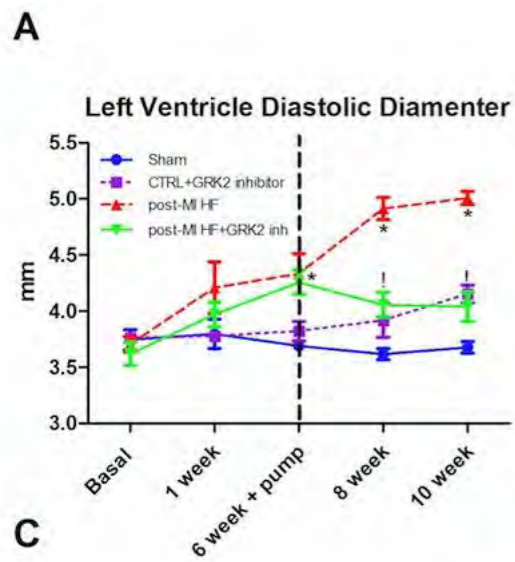 A
Left Ventricle Diastolic Diamenter
5.5
5.0
4.5
4.0
3.5
3.0
mm
Sham
CTRL+GRK2 inhibitor
post-MI HF
post-MI HF+GRK2 inh
*
*
*
!
!
Basal
1 week
6 week + pump
8 week
10 week
C